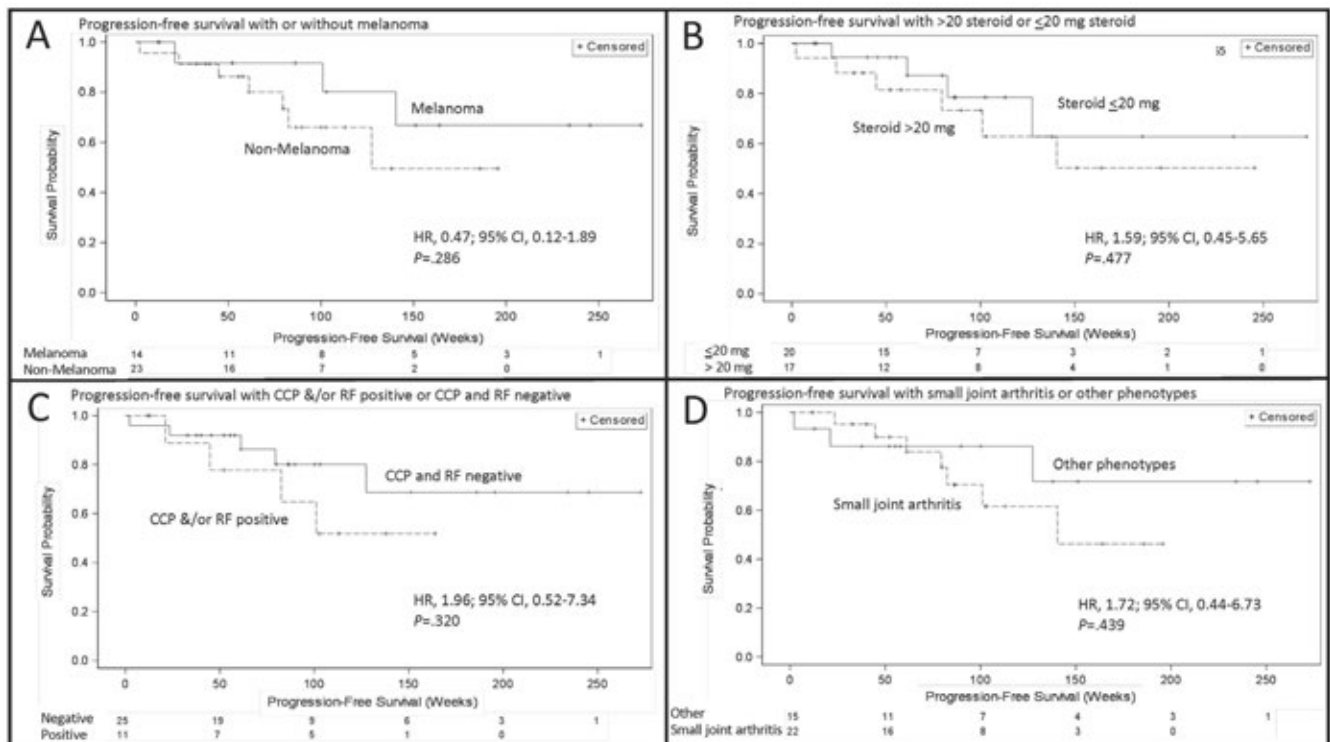 A Progression-free survival with or without melanoma
+ Censored
1.0
0.8
0.6
0.4
0.2
0.0
Survival Probability
Melanoma
Non-Melanoma
HR, 0.47; 95% CI, 0.12-1.89
P=.286
0 50 100 150 200 250
Progression-Free Survival (Weeks)
Melanoma 14 11 8 5 3 1
Non-Melanoma 23 16 7 2 0
B Progression-free survival with >20 steroid or ≤20 mg steroid
+ Censored
1.0
0.8
0.6
0.4
0.2
0.0
Survival Probability
Steroid ≤20 mg
Steroid >20 mg
HR, 1.59; 95% CI, 0.45-5.65
P=.477
0 50 100 150 200 250
Progression-Free Survival (Weeks)
≤20 mg 20 15 7 3 2 1
> 20 mg 17 12 8 4 1 0
C Progression-free survival with CCP &/or RF positive or CCP and RF negative
+ Censored
1.0
0.8
0.6
0.4
0.2
0.0
Survival Probability
CCP and RF negative
CCP &/or RF positive
HR, 1.96; 95% CI, 0.52-7.34
P=.320
0 50 100 150 200 250
Progression-Free Survival (Weeks)
Negative 25 19 9 6 3 1
Positive 11 7 5 1 0
D Progression-free survival with small joint arthritis or other phenotypes
+ Censored
1.0
0.8
0.6
0.4
0.2
0.0
Survival Probability
Other phenotypes
Small joint arthritis
HR, 1.72; 95% CI, 0.44-6.73
P=.439
0 50 100 150 200 250
Progression-Free Survival (Weeks)
Other 15 11 7 4 3 1
Small joint arthritis 22 16 8 3 0